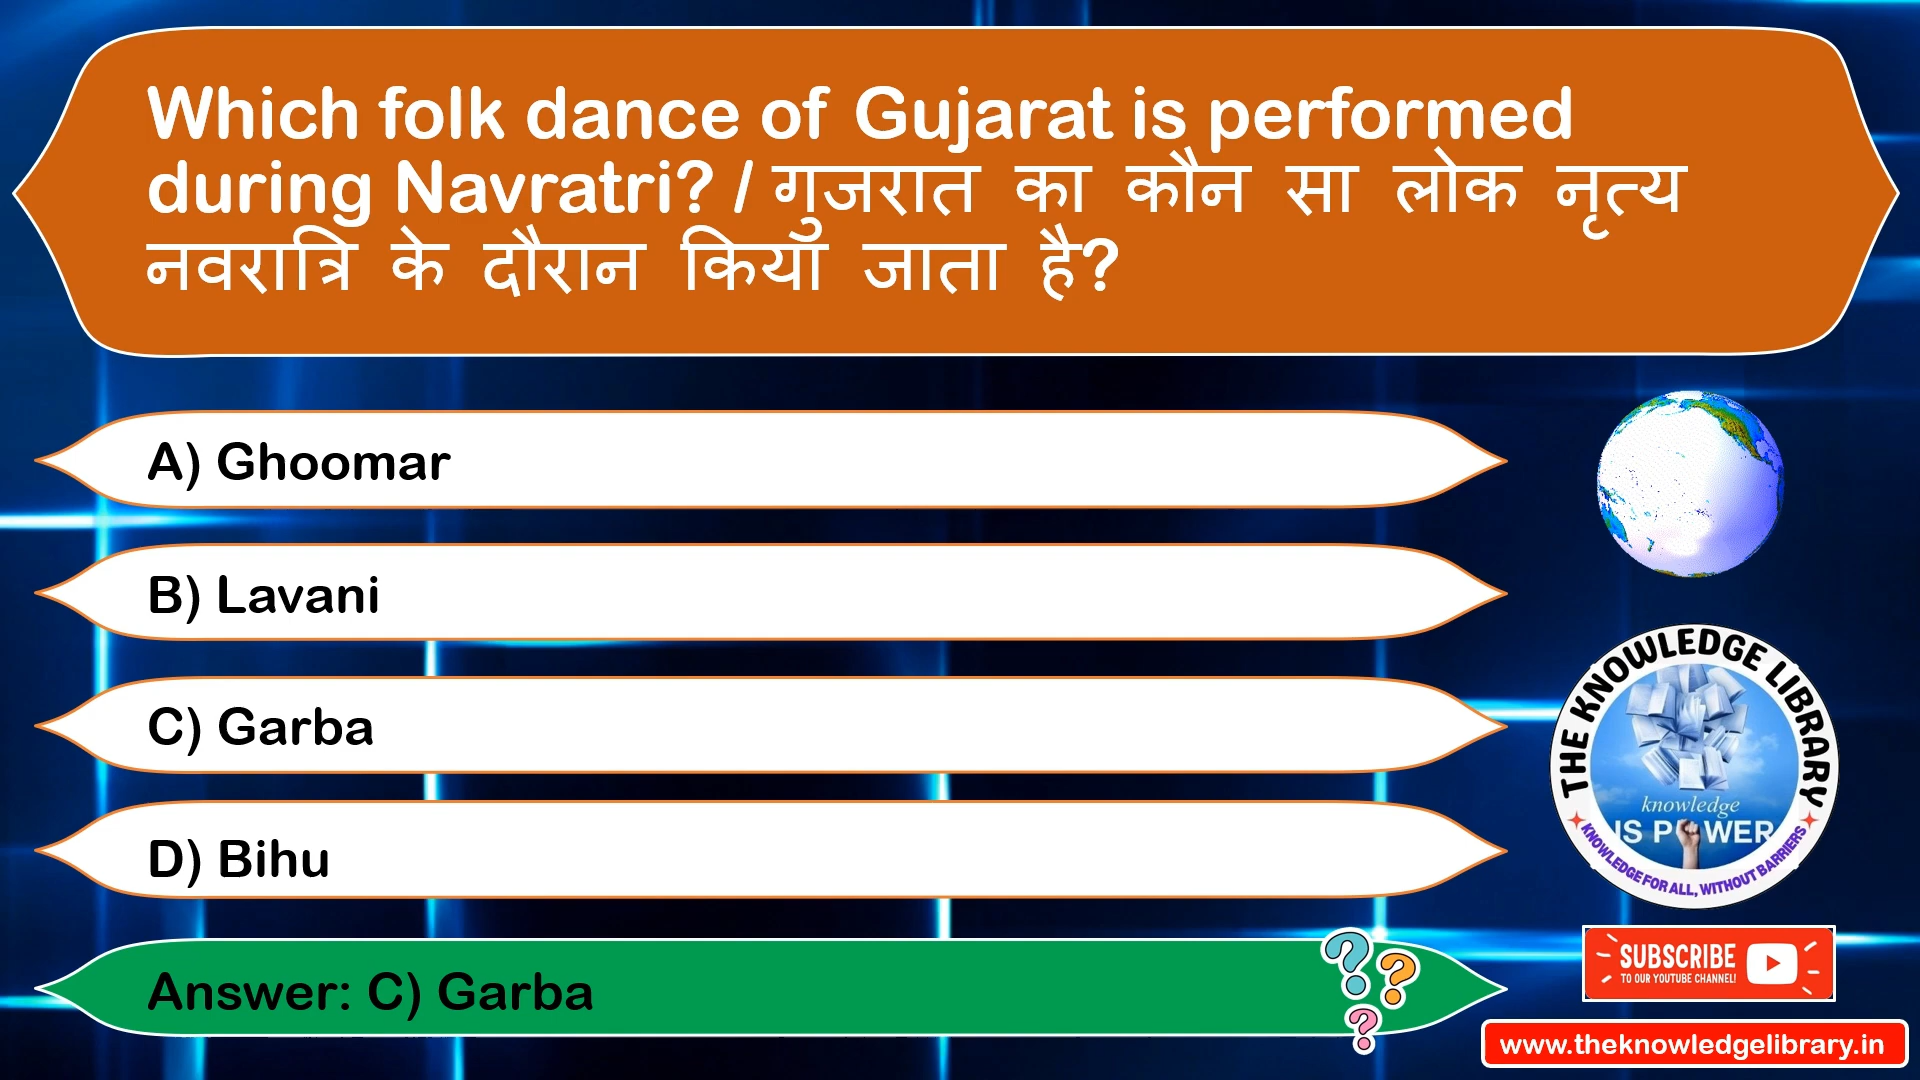 Which folk dance of Gujarat is performed
during Navratri? / गुजरात का कौन सा लोक नृत्य
नवरात्रि के दौरान किया जाता है?
A) Ghoomar
B) Lavani
C) Garba
D) Bihu
Answer: C) Garba
THE KNOWLEDGE LIBRARY
knowledge
IS POWER
KNOWLEDGE FOR ALL, WITHOUT BARRIERS
SUBSCRIBE
TO OUR YOUTUBE CHANNEL!
www.theknowledgelibrary.in